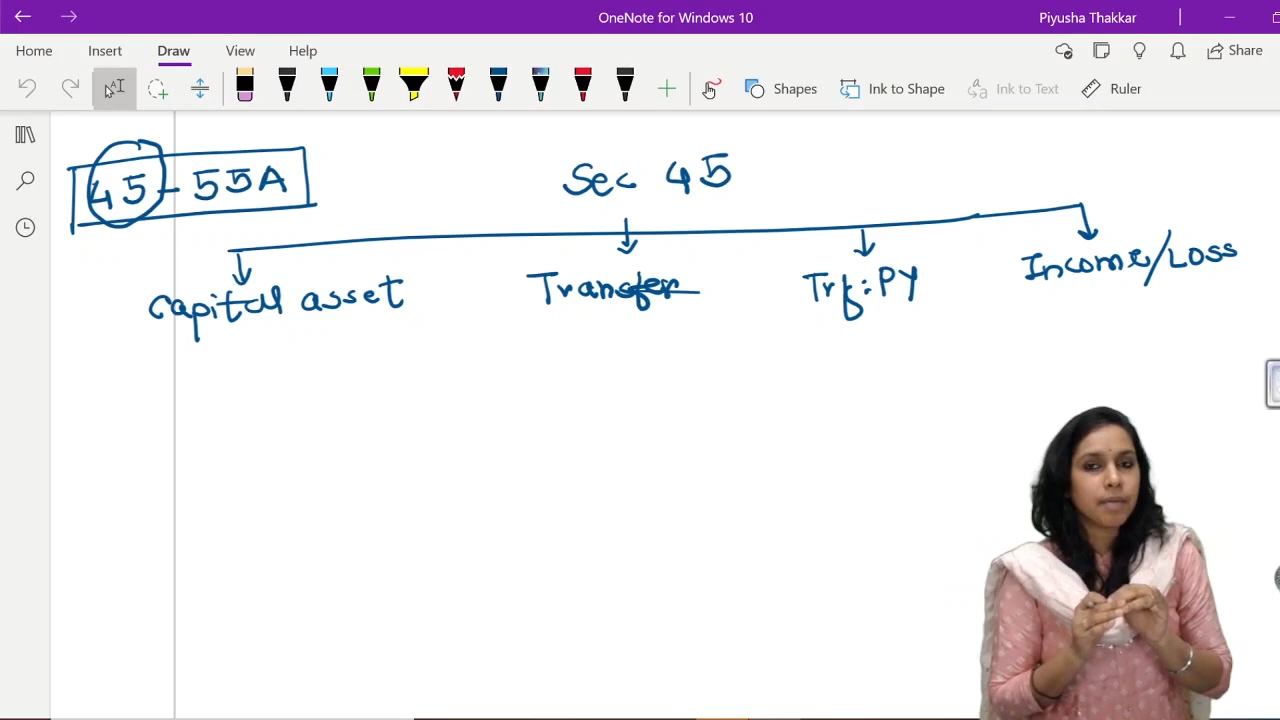 OneNote for Windows 10
Piyusha Thakkar
Home Insert Draw View Help
Share
Shapes Ink to Shape Ink to Text Ruler
45 - 55A
Sec 45
Capital asset
Transfer
Trf: PY
Income/Loss